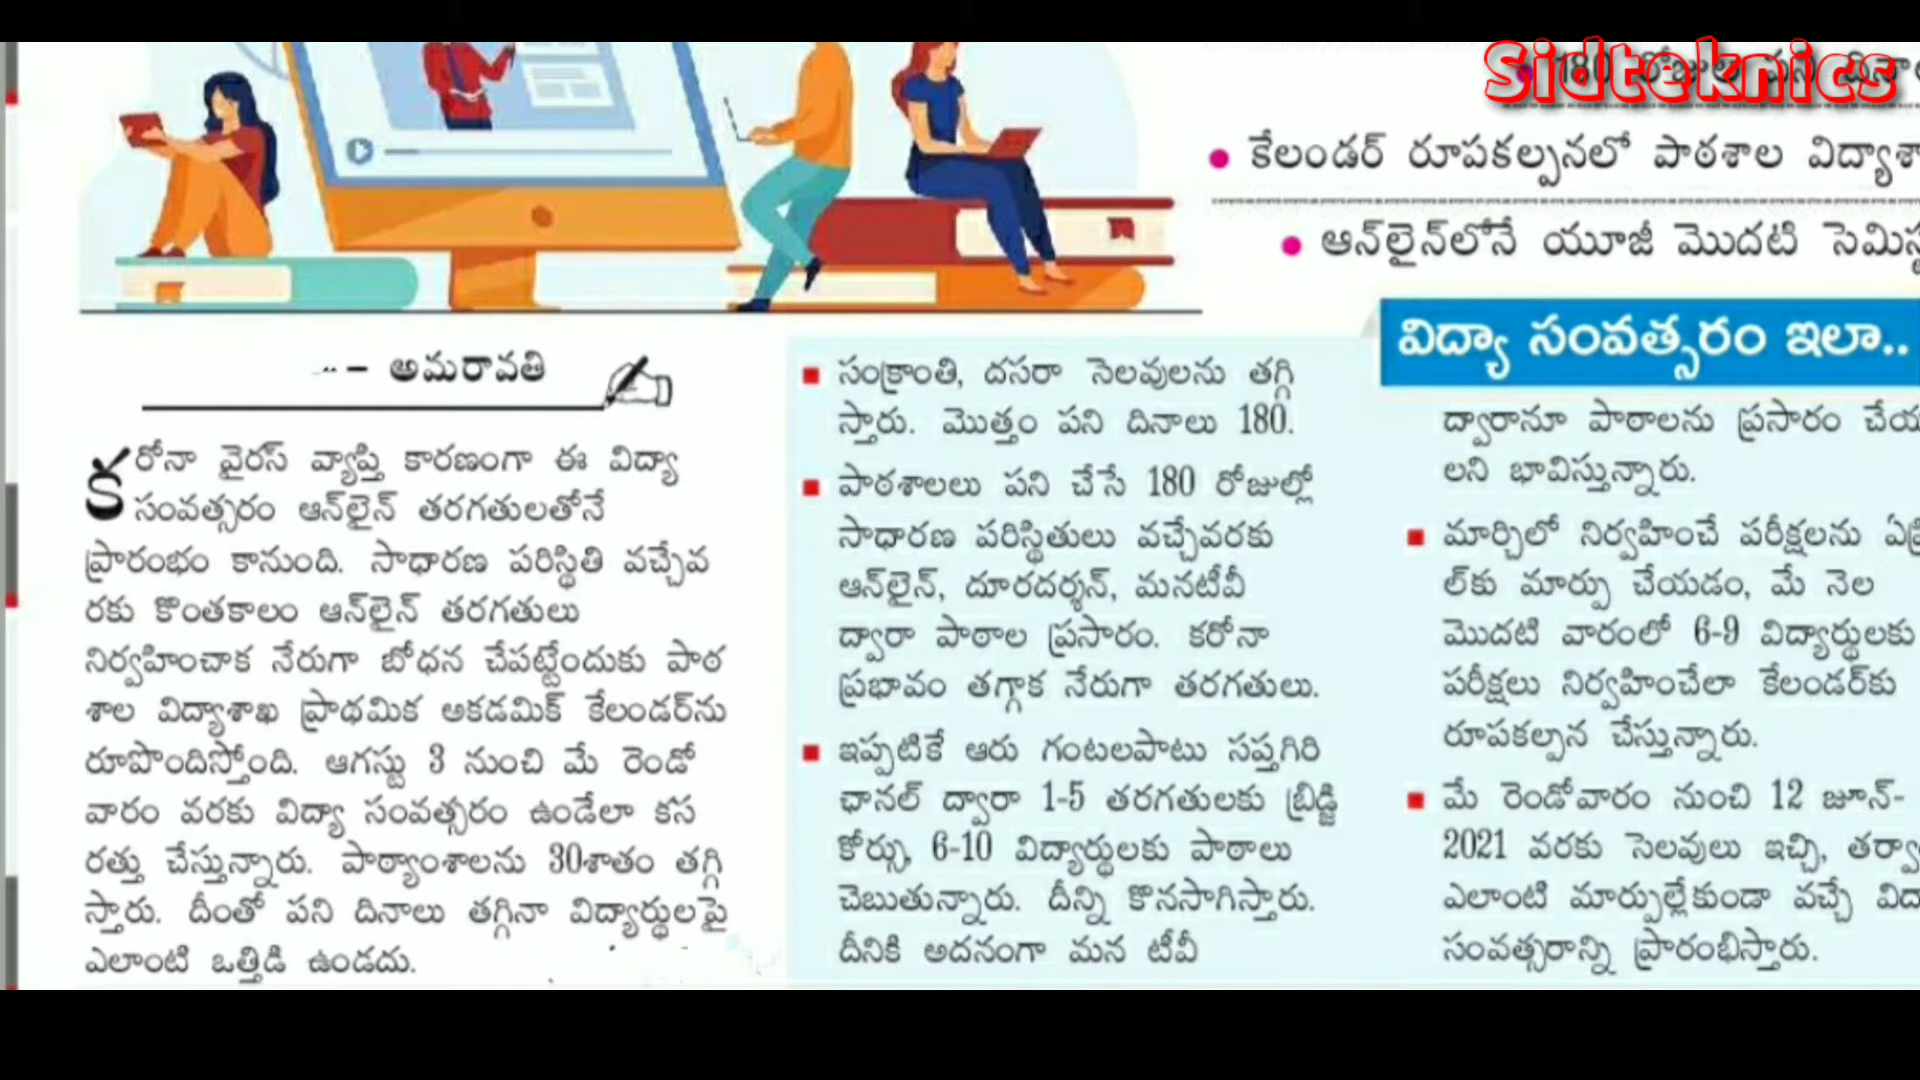 Sidteknics
180 రోజుల పని
కేలండర్ రూపకల్పనలో పాఠశాల
ఆన్‌లైన్‌లోనే యూజీ మొదటి
– అమరావతి
కరోనా వైరస్ వ్యాప్తి కారణంగా ఈ విద్యా
సంవత్సరం ఆన్‌లైన్ తరగతులతోనే
ప్రారంభం కానుంది. సాధారణ పరిస్థితి వచ్చేవ
రకు కొంతకాలం ఆన్‌లైన్ తరగతులు
నిర్వహించాక నేరుగా బోధన చేపట్టేందుకు పాఠ
శాల విద్యాశాఖ ప్రాథమిక అకడమిక్ కేలండర్‌ను
రూపొందిస్తోంది. ఆగస్టు 3 నుంచి మే రెండో
వారం వరకు విద్యా సంవత్సరం ఉండేలా కస
రత్తు చేస్తున్నారు. పాఠ్యాంశాలను 30శాతం తగ్గి
స్తారు. దీంతో పని దినాలు తగ్గినా విద్యార్థులపై
ఎలాంటి ఒత్తిడి ఉండదు.
సంక్రాంతి, దసరా సెలవులను తగ్గి
స్తారు. మొత్తం పని దినాలు 180.
పాఠశాలలు పని చేసే 180 రోజుల్లో
సాధారణ పరిస్థితులు వచ్చేవరకు
ఆన్‌లైన్, దూరదర్శన్, మనటీవీ
ద్వారా పాఠాల ప్రసారం. కరోనా
ప్రభావం తగ్గాక నేరుగా తరగతులు.
ఇప్పటికే ఆరు గంటలపాటు సప్తగిరి
ఛానల్ ద్వారా 1-5 తరగతులకు బ్రిడ్జి
కోర్సు, 6-10 విద్యార్థులకు పాఠాలు
చెబుతున్నారు. దీన్ని కొనసాగిస్తారు.
దీనికి అదనంగా మన టీవీ
విద్యా సంవత్సరం ఇలా..
ద్వారానూ పాఠాలను ప్రసారం
లని భావిస్తున్నారు.
మార్చిలో నిర్వహించే పరీక్షలను
ల్‌కు మార్పు చేయడం, మే నెల
మొదటి వారంలో 6-9 విద్యార్థులకు
పరీక్షలు నిర్వహించేలా కేలండర్‌కు
రూపకల్పన చేస్తున్నారు.
మే రెండోవారం నుంచి 12 జూన్-
2021 వరకు సెలవులు ఇచ్చి,
ఎలాంటి మార్పుల్లేకుండా వచ్చే
సంవత్సరాన్ని ప్రారంభిస్తారు.